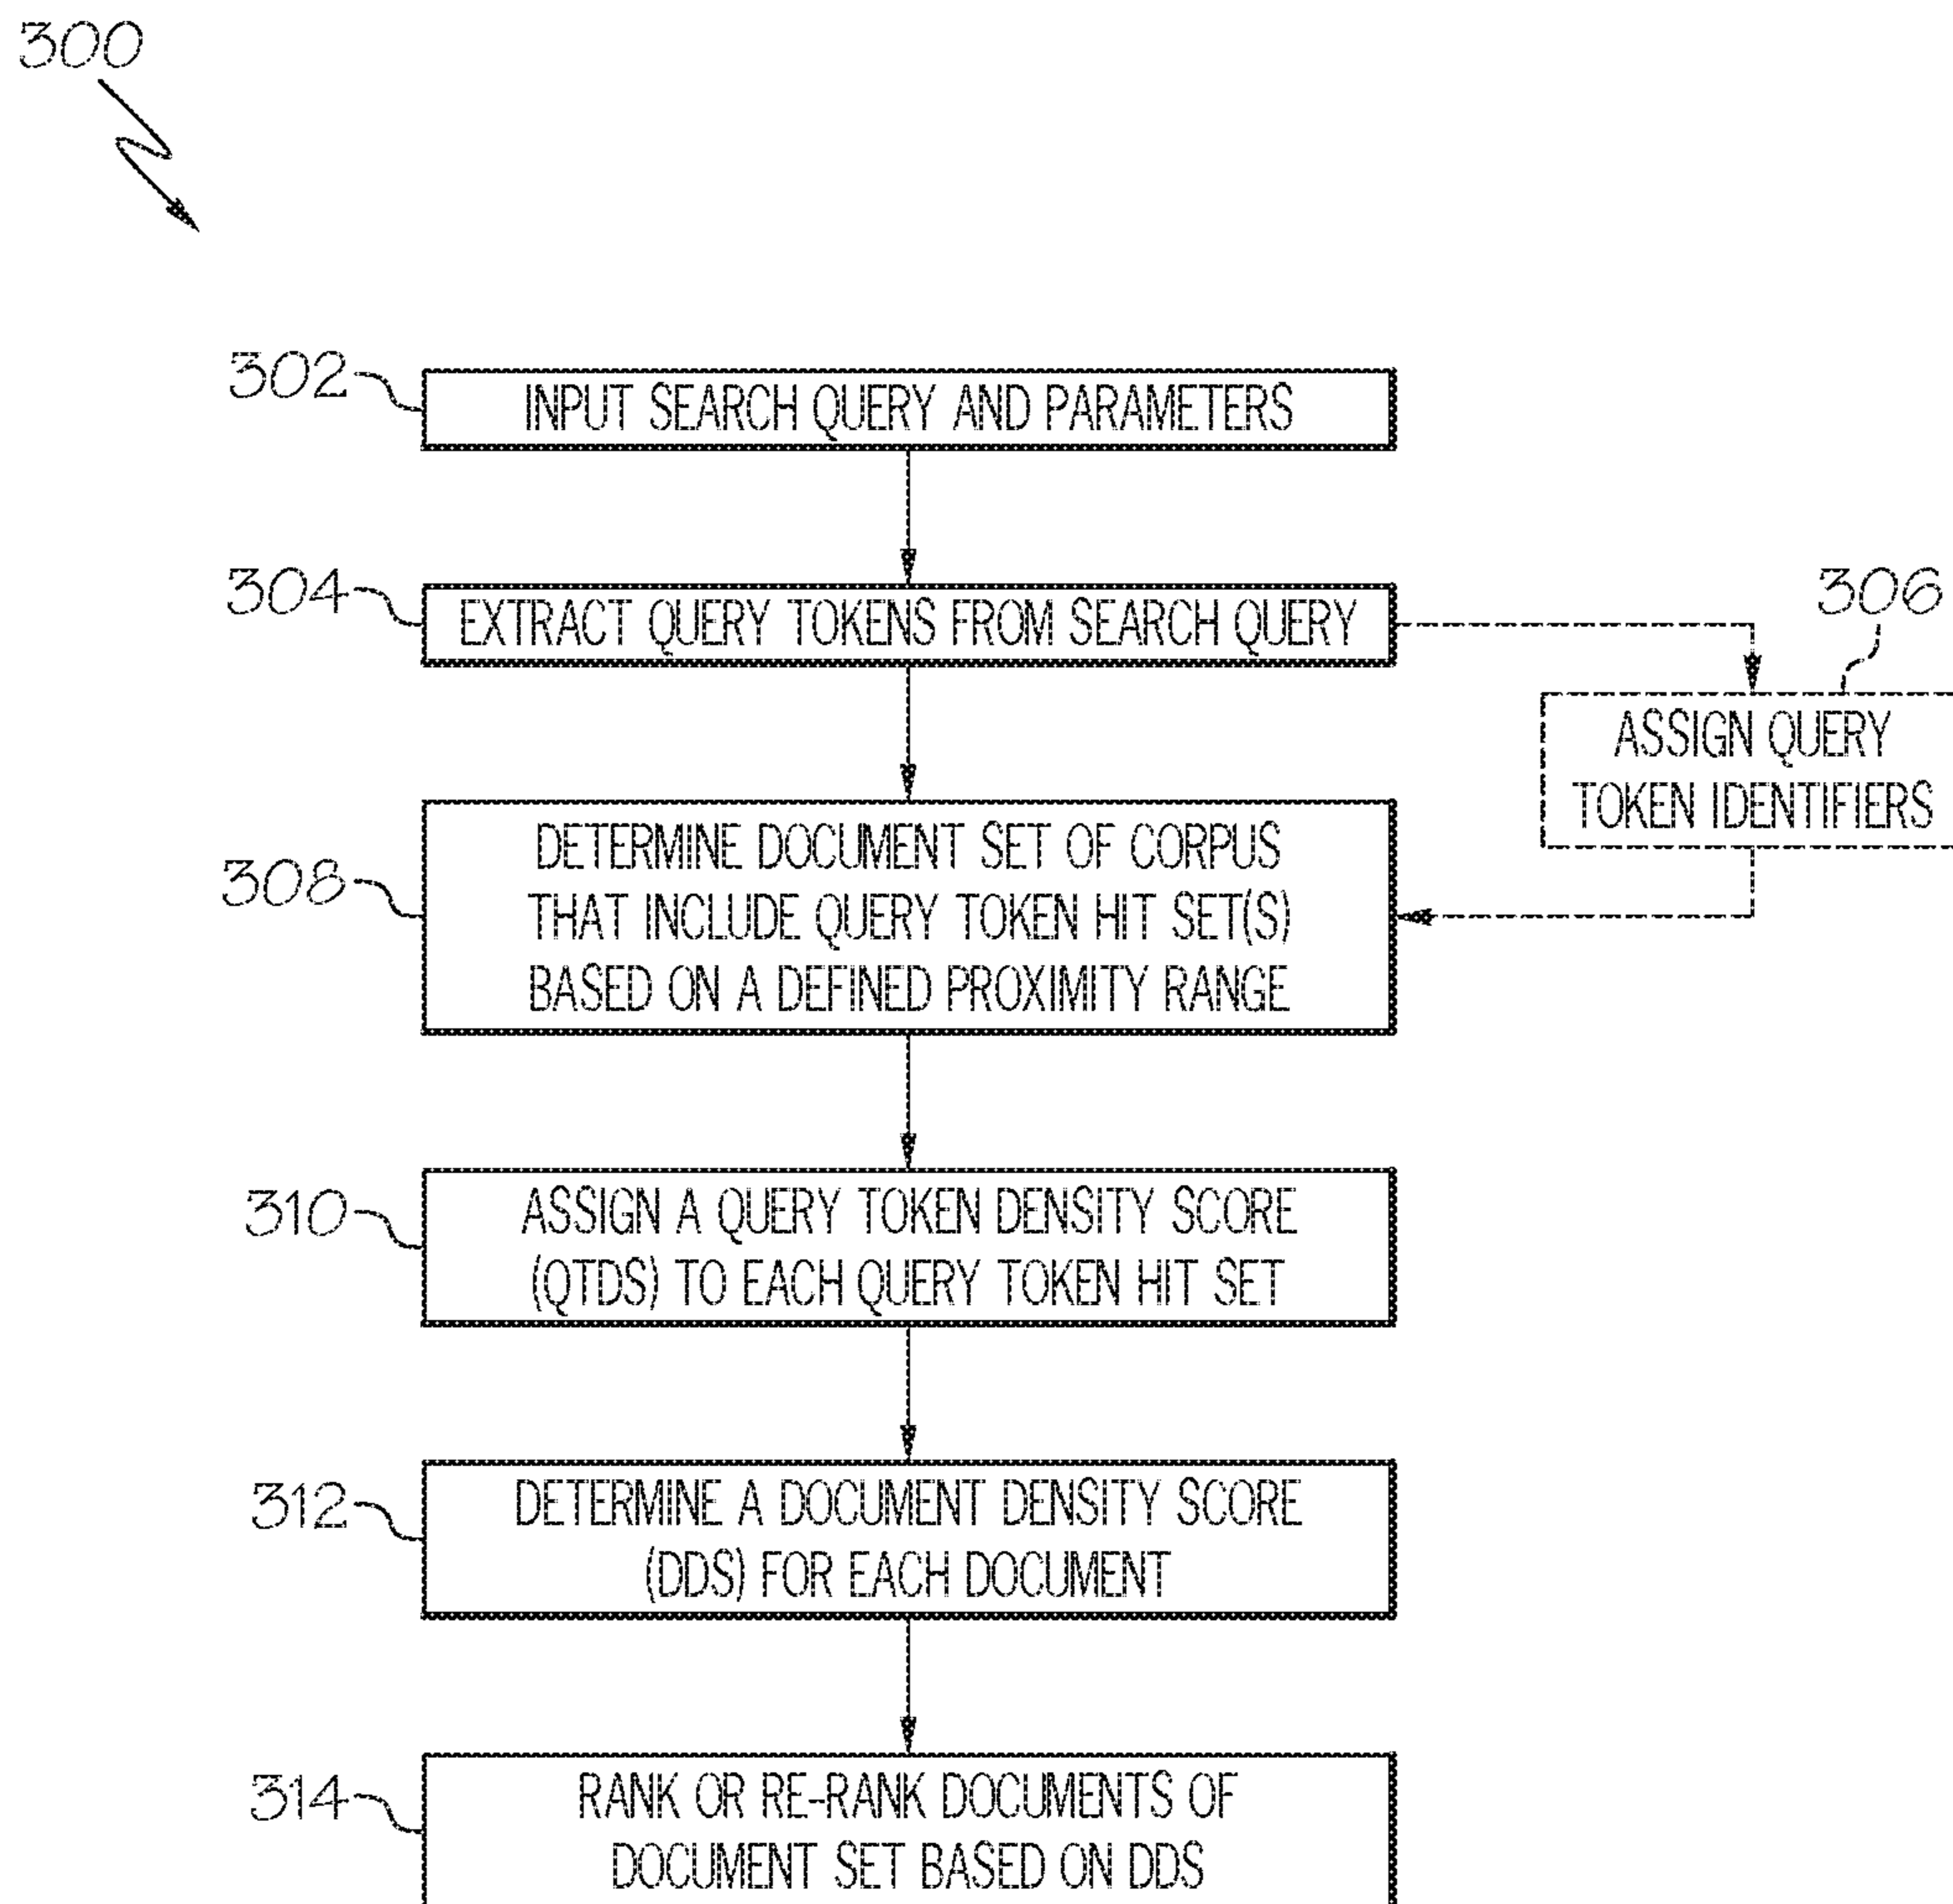 300
302
INPUT SEARCH QUERY AND PARAMETERS
304
EXTRACT QUERY TOKENS FROM SEARCH QUERY
306
ASSIGN QUERY
TOKEN IDENTIFIERS
308
DETERMINE DOCUMENT SET OF CORPUS
THAT INCLUDE QUERY TOKEN HIT SET(S)
BASED ON A DEFINED PROXIMITY RANGE
310
ASSIGN A QUERY TOKEN DENSITY SCORE
(QTDS) TO EACH QUERY TOKEN HIT SET
312
DETERMINE A DOCUMENT DENSITY SCORE
(DDS) FOR EACH DOCUMENT
314
RANK OR RE-RANK DOCUMENTS OF
DOCUMENT SET BASED ON DDS